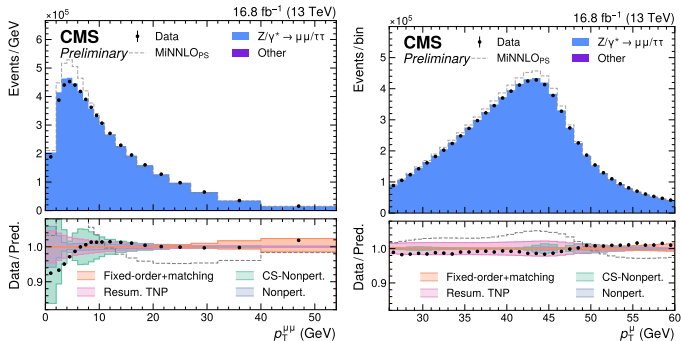 ×10⁵
16.8 fb⁻¹ (13 TeV)
Events / GeV
CMS
Preliminary
Data
MiNNLO_PS
Z/γ* → μμ/ττ
Other
6
5
4
3
2
1
0
Data / Pred.
1.0
0.9
Fixed-order+matching
CS-Nonpert.
Resum. TNP
Nonpert.
0 10 20 30 40 50
p_T^μμ (GeV)
×10⁵
16.8 fb⁻¹ (13 TeV)
Events / bin
CMS
Preliminary
Data
MiNNLO_PS
Z/γ* → μμ/ττ
Other
6
5
4
3
2
1
0
Data / Pred.
1.0
0.9
Fixed-order+matching
CS-Nonpert.
Resum. TNP
Nonpert.
30 35 40 45 50 55 60
p_T^μ (GeV)